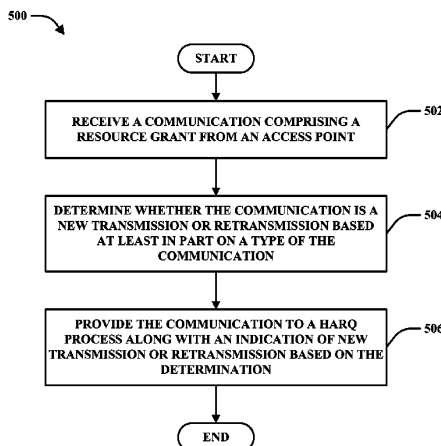 500
START
RECEIVE A COMMUNICATION COMPRISING A
RESOURCE GRANT FROM AN ACCESS POINT
502
DETERMINE WHETHER THE COMMUNICATION IS A
NEW TRANSMISSION OR RETRANSMISSION BASED
AT LEAST IN PART ON A TYPE OF THE
COMMUNICATION
504
PROVIDE THE COMMUNICATION TO A HARQ
PROCESS ALONG WITH AN INDICATION OF NEW
TRANSMISSION OR RETRANSMISSION BASED ON THE
DETERMINATION
506
END